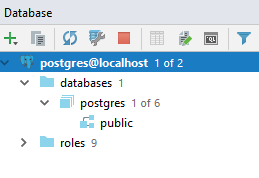 Database
postgres@localhost 1 of 2
databases 1
postgres 1 of 6
public
roles 9